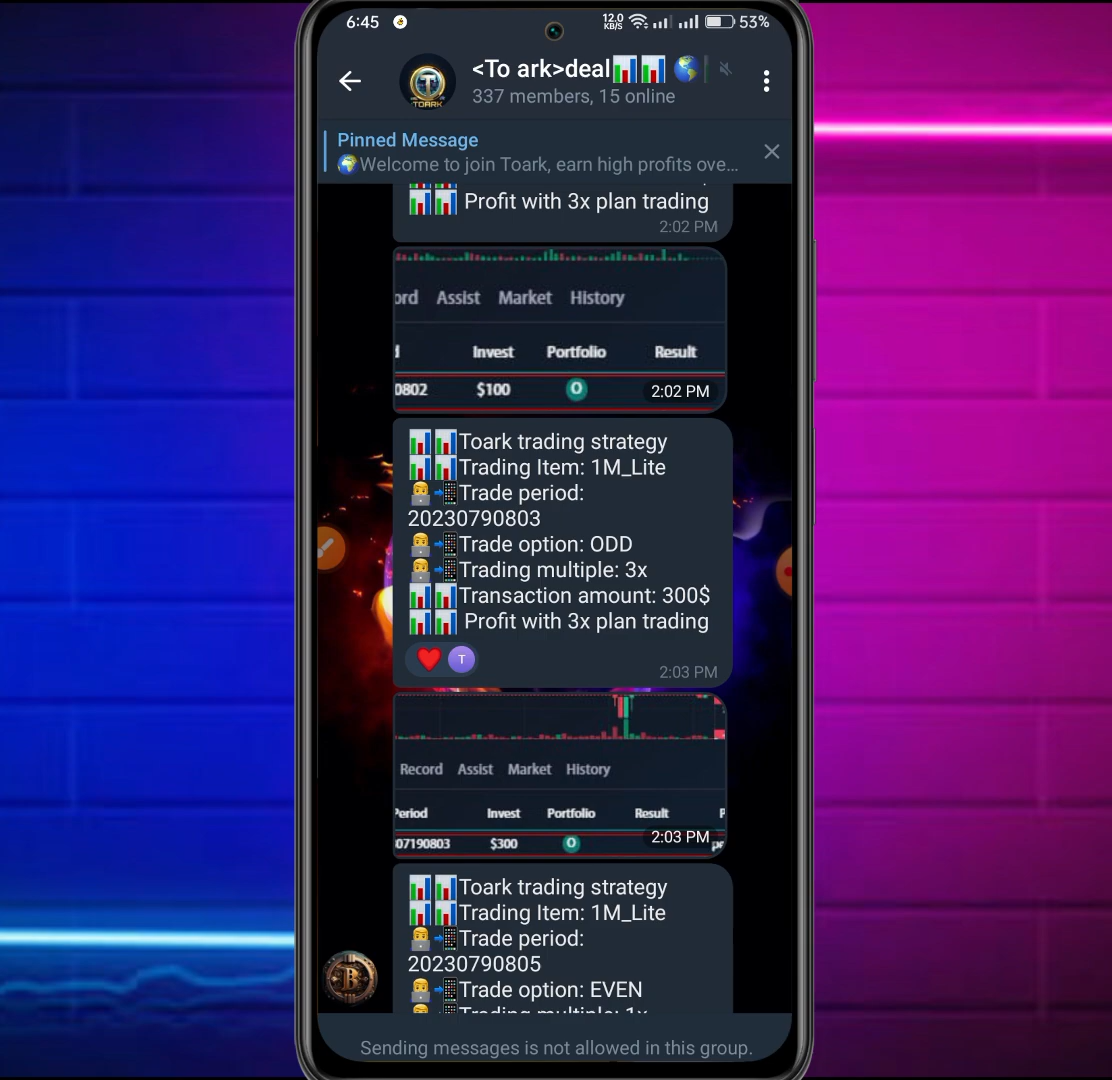 6:45
12.0
KB/S
53%
<To ark>deal
337 members, 15 online
TOARK
Pinned Message
Welcome to join Toark, earn high profits ove...
Profit with 3x plan trading
2:02 PM
ord Assist Market History
Invest Portfolio Result
0802 $100 O 2:02 PM
Toark trading strategy
Trading Item: 1M_Lite
Trade period:
20230790803
Trade option: ODD
Trading multiple: 3x
Transaction amount: 300$
Profit with 3x plan trading
T
2:03 PM
Record Assist Market History
Period Invest Portfolio Result P
07190803 $300 O 2:03 PM pe
Toark trading strategy
Trading Item: 1M_Lite
Trade period:
20230790805
Trade option: EVEN
Trading multiple: 1x
Sending messages is not allowed in this group.